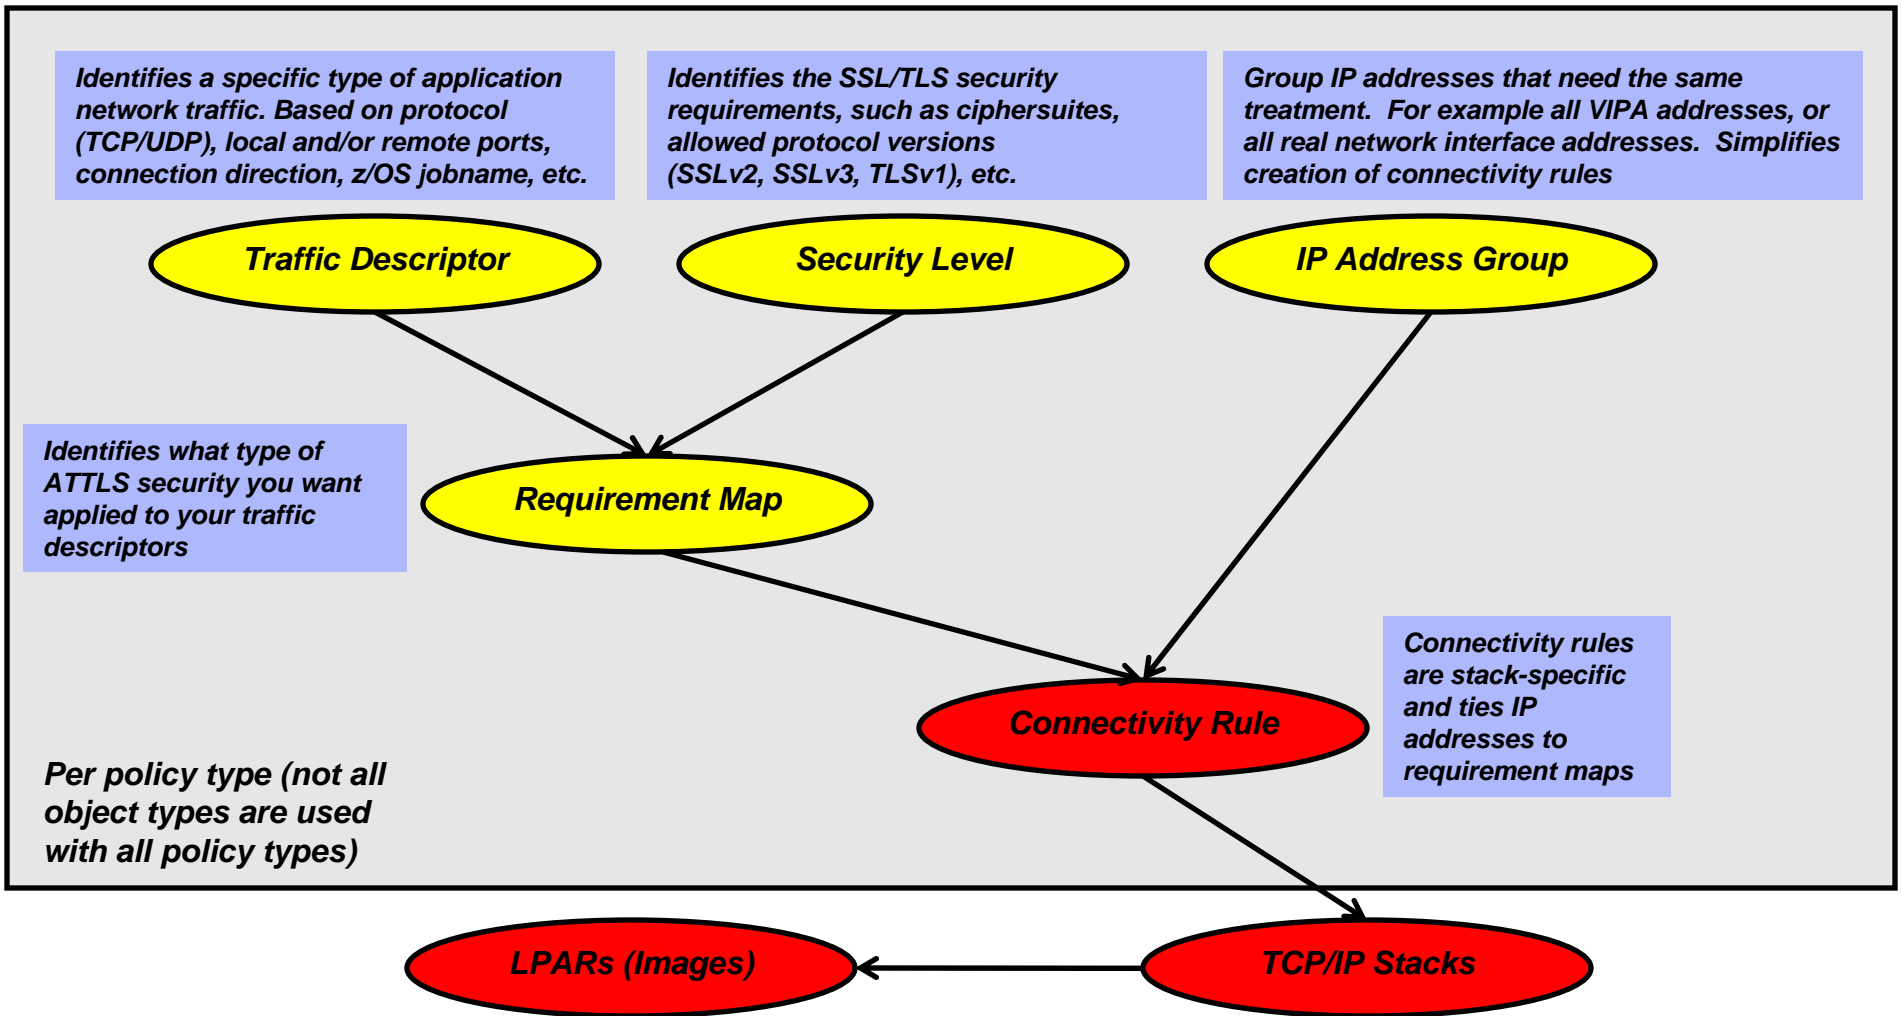 Identifies a specific type of application
network traffic. Based on protocol
(TCP/UDP), local and/or remote ports,
connection direction, z/OS jobname, etc.
Identifies the SSL/TLS security
requirements, such as ciphersuites,
allowed protocol versions
(SSLv2, SSLv3, TLSv1), etc.
Group IP addresses that need the same
treatment.  For example all VIPA addresses, or
all real network interface addresses.  Simplifies
creation of connectivity rules
Traffic Descriptor
Security Level
IP Address Group
Identifies what type of
ATTLS security you want
applied to your traffic
descriptors
Requirement Map
Connectivity rules
are stack-specific
and ties IP
addresses to
requirement maps
Connectivity Rule
Per policy type (not all
object types are used
with all policy types)
LPARs (Images)
TCP/IP Stacks